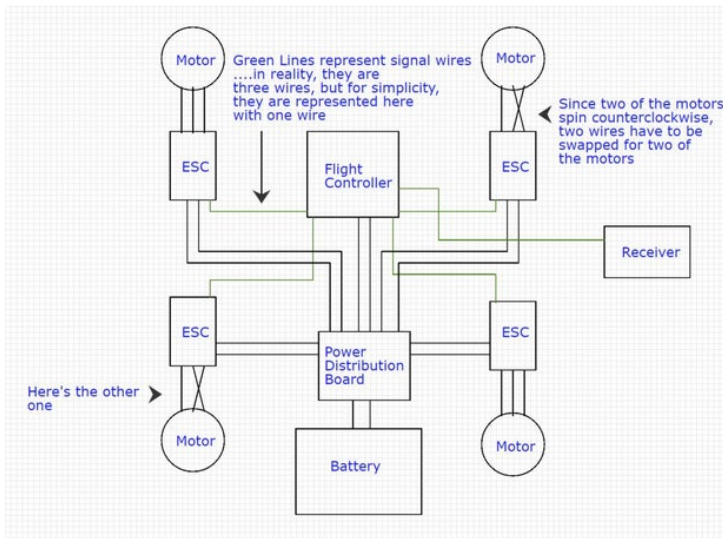 Motor
Green Lines represent signal wires
....in reality, they are
three wires, but for simplicity,
they are represented here
with one wire
Motor
Since two of the motors
spin counterclockwise,
two wires have to be
swapped for two of
the motors
ESC
Flight
Controller
ESC
Receiver
ESC
Power
Distribution
Board
ESC
Here's the other
one
Motor
Battery
Motor